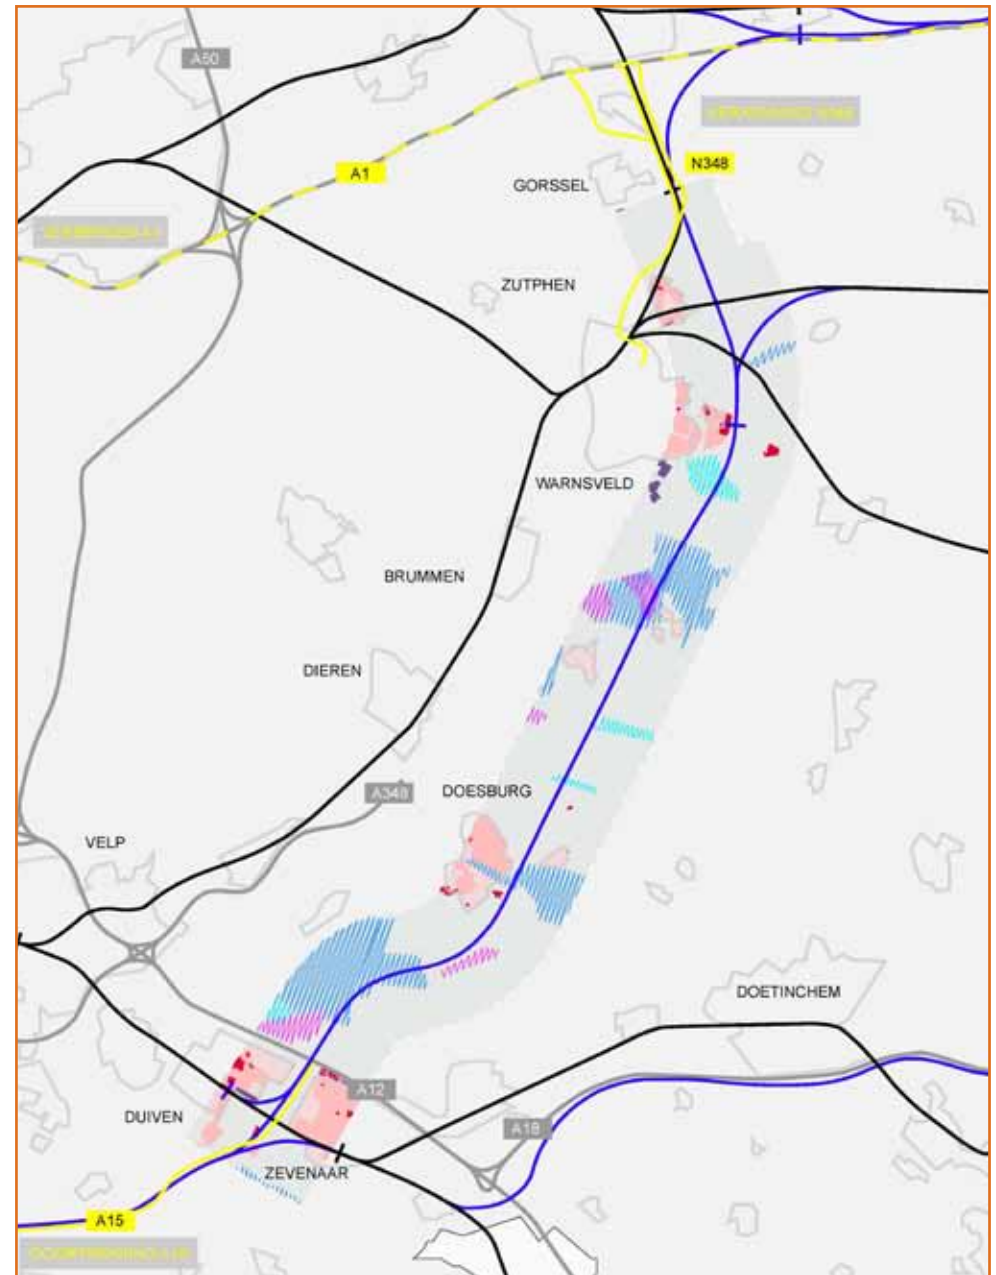 A50
A1
N348
GORSSEL
ZUTPHEN
WARNSVELD
BRUMMEN
DIEREN
A348
DOESBURG
VELP
DOETINCHEM
A12
DUIVEN
A18
ZEVENAAR
A15